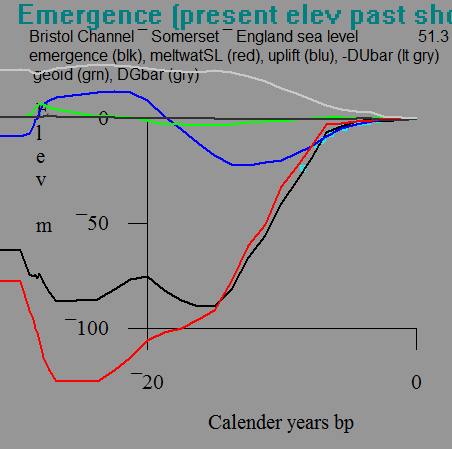 Emergence (present elev past sho
Bristol Channel ¯ Somerset ¯ England sea level 51.3
emergence (blk), meltwatSL (red), uplift (blu), -DUbar (lt gry)
geoid (grn), DGbar (gry)
E
l
e
v
m
0
¯50
¯100
¯20
0
Calender years bp